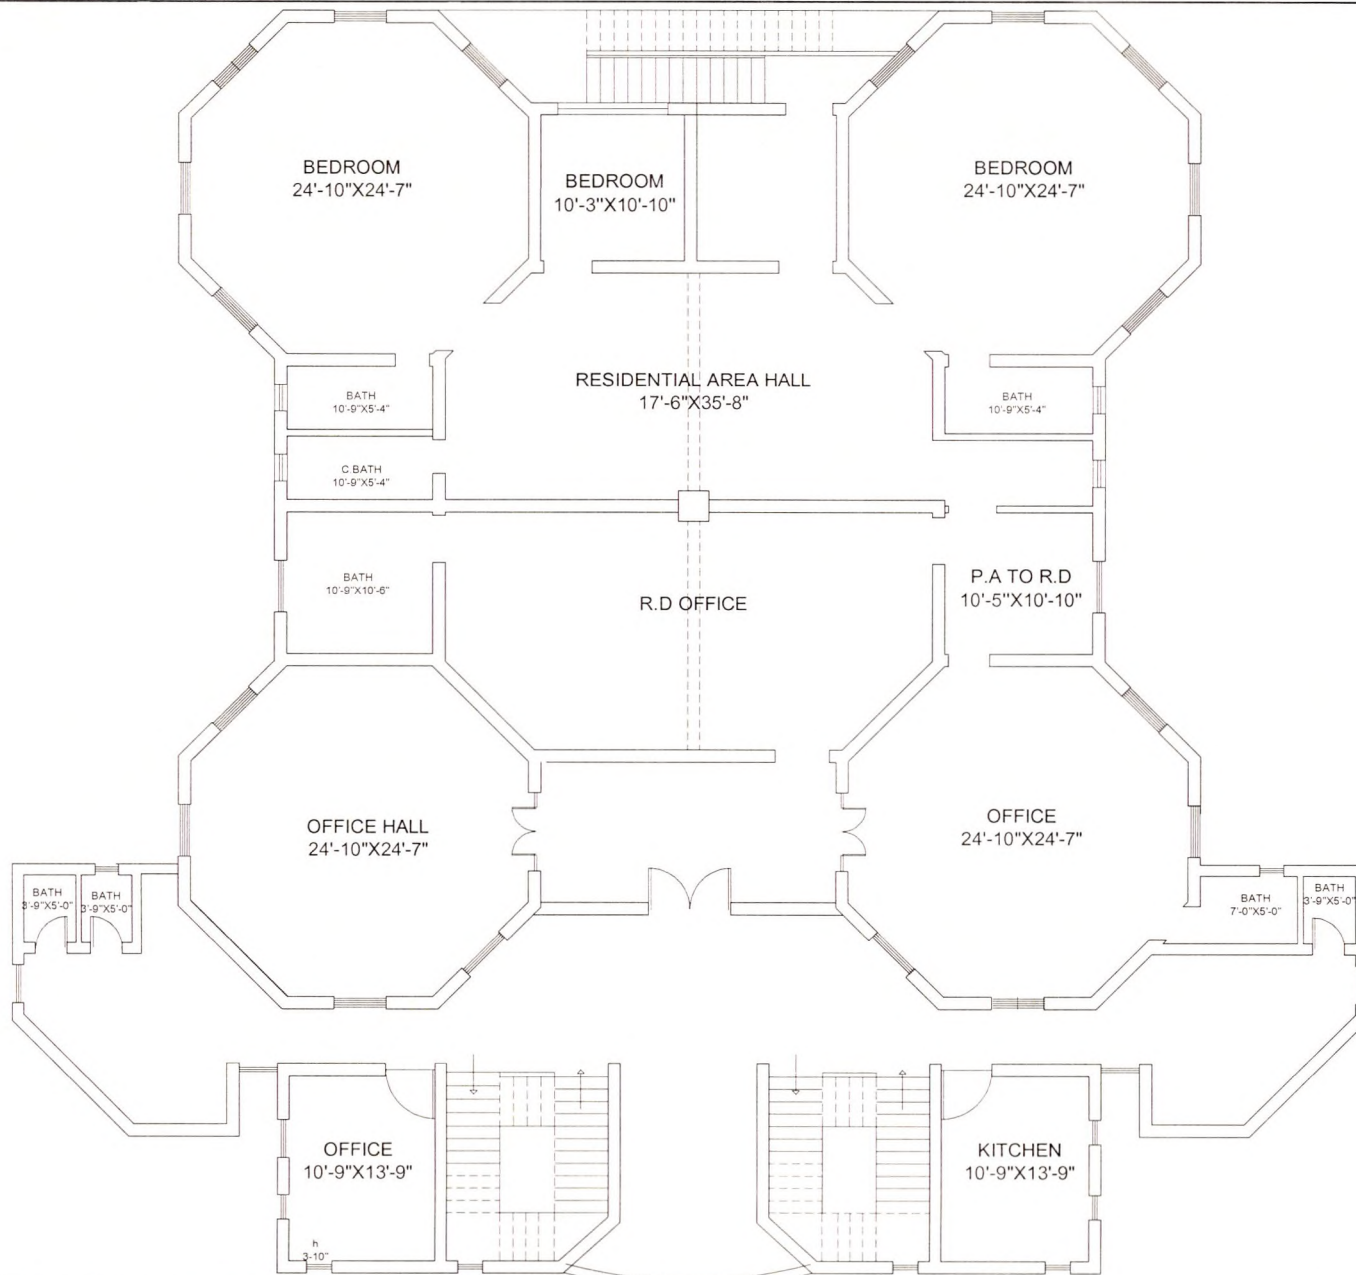 BEDROOM
24'-10"X24'-7"
BEDROOM
10'-3"X10'-10"
BEDROOM
24'-10"X24'-7"
RESIDENTIAL AREA HALL
17'-6"X35'-8"
BATH
10'-9"X5'-4"
BATH
10'-9"X5'-4"
C.BATH
10'-9"X5'-4"
BATH
10'-9"X10'-6"
R.D OFFICE
P.A TO R.D
10'-5"X10'-10"
OFFICE HALL
24'-10"X24'-7"
OFFICE
24'-10"X24'-7"
BATH
3'-9"X5'-0"
BATH
3'-9"X5'-0"
BATH
7'-0"X5'-0"
BATH
3'-9"X5'-0"
OFFICE
10'-9"X13'-9"
KITCHEN
10'-9"X13'-9"
h
3-10"